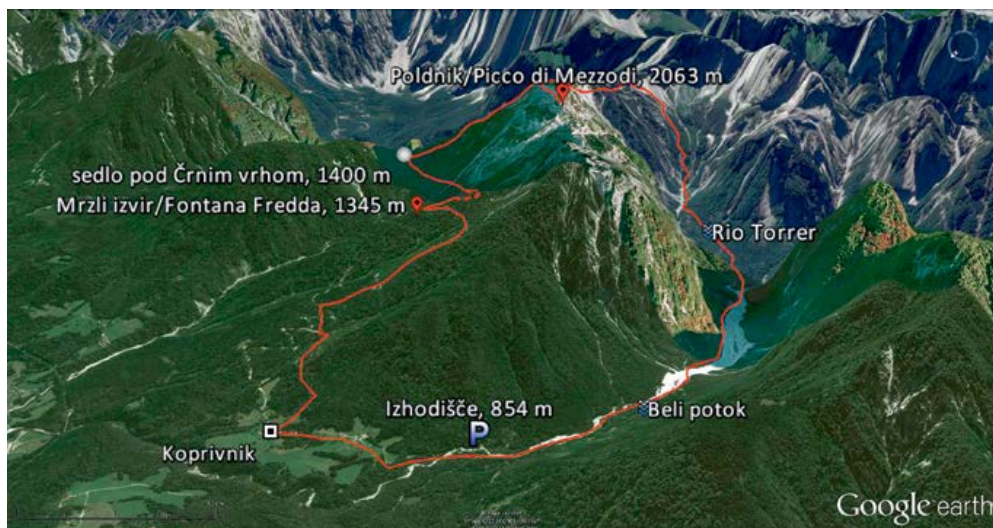 Poldnik/Picco di Mezzodi, 2063 m
sedlo pod Črnim vrhom, 1400 m
Mrzli izvir/Fontana Fredda, 1345 m
Rio Torrer
Izhodišče, 854 m
P
Beli potok
Koprivnik
Google earth